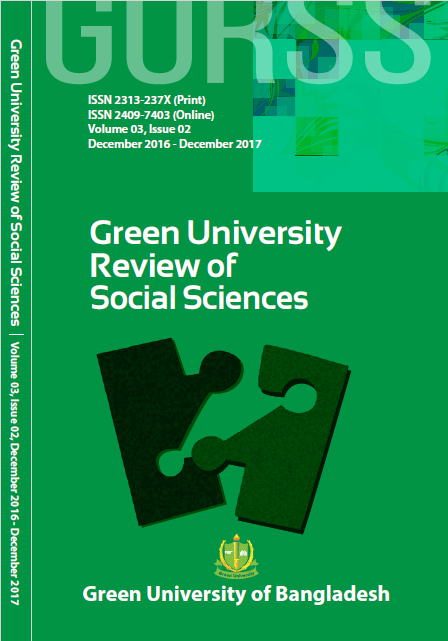 GURSS
ISSN 2313-237X (Print)
ISSN 2409-7403 (Online)
Volume 03, Issue 02
December 2016 - December 2017
Green University
Review of
Social Sciences
Green University
Green University of Bangladesh
Green University Review of Social Sciences | Volume 03, Issue 02, December 2016 - December 2017